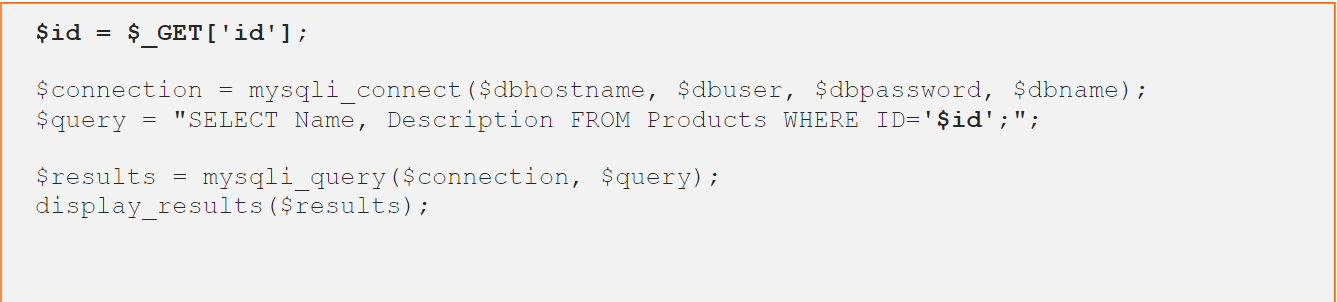 $id = $_GET['id'];
$connection = mysqli_connect($dbhostname, $dbuser, $dbpassword, $dbname);
$query = "SELECT Name, Description FROM Products WHERE ID='$id';";
$results = mysqli_query($connection, $query);
display_results($results);